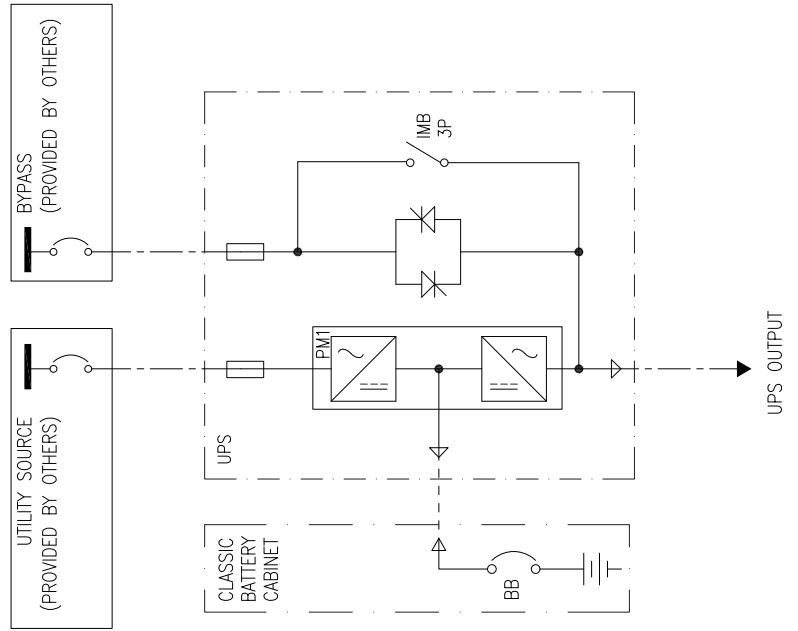 UTILITY SOURCE
(PROVIDED BY OTHERS)
BYPASS
(PROVIDED BY OTHERS)
UPS
PM1
IMB
3P
CLASSIC
BATTERY
CABINET
BB
UPS OUTPUT